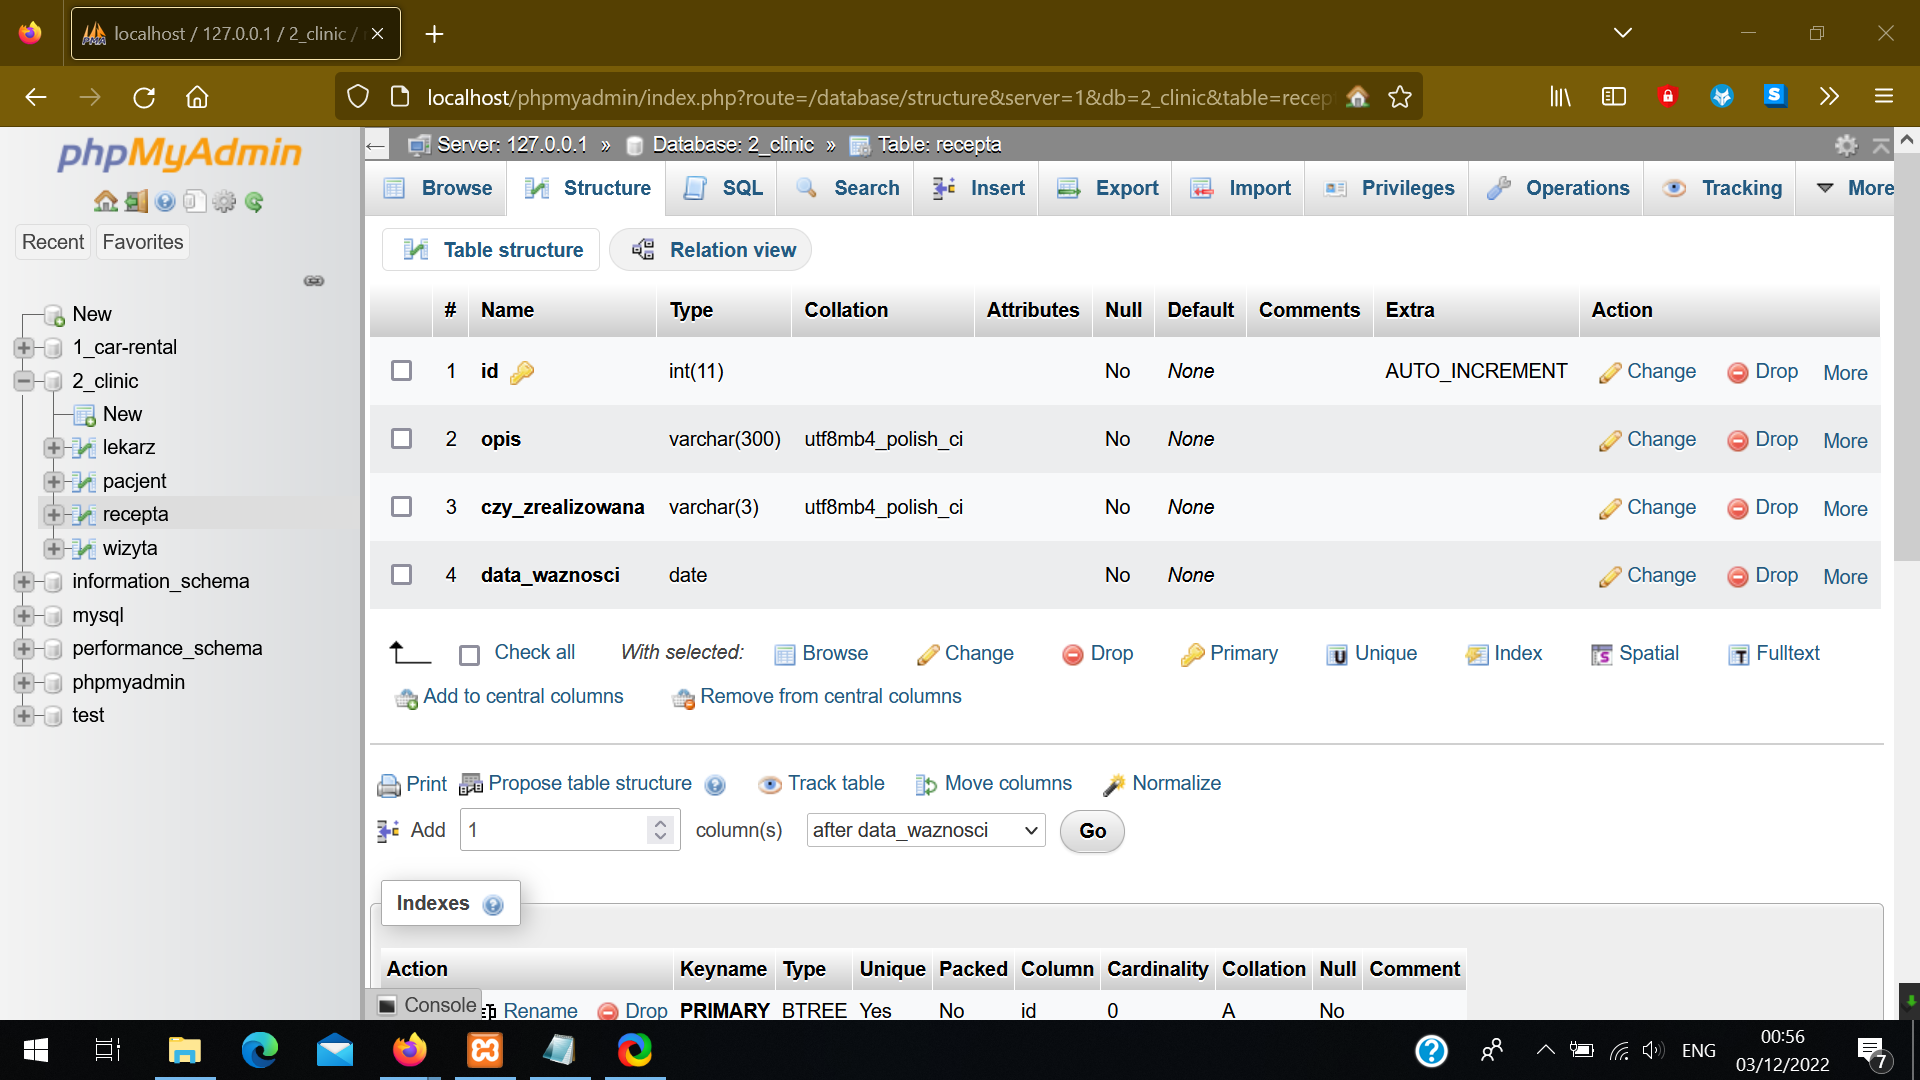 localhost / 127.0.0.1 / 2_clinic /
localhost/phpmyadmin/index.php?route=/database/structure&server=1&db=2_clinic&table=recep
phpMyAdmin
Recent Favorites
New
1_car-rental
2_clinic
New
lekarz
pacjent
recepta
wizyta
information_schema
mysql
performance_schema
phpmyadmin
test
Server: 127.0.0.1 » Database: 2_clinic » Table: recepta
Browse Structure SQL Search Insert Export Import Privileges Operations Tracking More
Table structure Relation view
# Name Type Collation Attributes Null Default Comments Extra Action
1 id int(11) No None AUTO_INCREMENT Change Drop More
2 opis varchar(300) utf8mb4_polish_ci No None Change Drop More
3 czy_zrealizowana varchar(3) utf8mb4_polish_ci No None Change Drop More
4 data_waznosci date No None Change Drop More
Check all With selected: Browse Change Drop Primary Unique Index Spatial Fulltext
Add to central columns Remove from central columns
Print Propose table structure Track table Move columns Normalize
Add 1 column(s) after data_waznosci Go
Indexes
Action Keyname Type Unique Packed Column Cardinality Collation Null Comment
Rename Drop PRIMARY BTREE Yes No id 0 A No
Console
ENG
00:56
03/12/2022
7